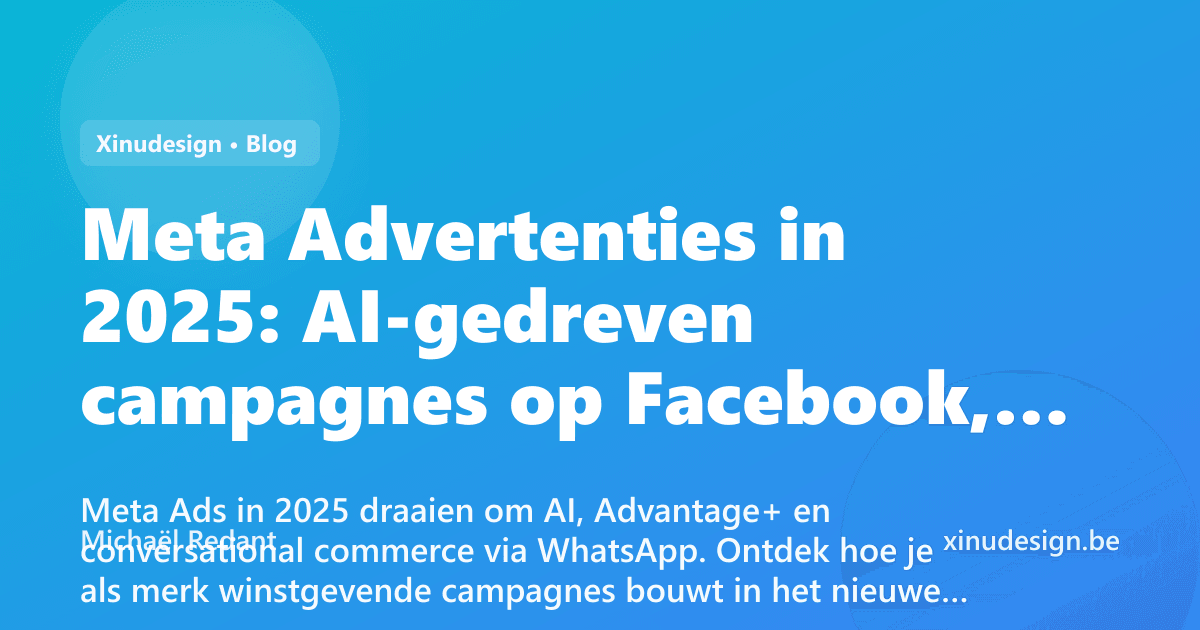 Xinudesign • Blog
Meta Advertenties in
2025: AI-gedreven
campagnes op Facebook,...
Meta Ads in 2025 draaien om AI, Advantage+ en
Michaël Redant
conversational commerce via WhatsApp. Ontdek hoe je
xinudesign.be
als merk winstgevende campagnes bouwt in het nieuwe...